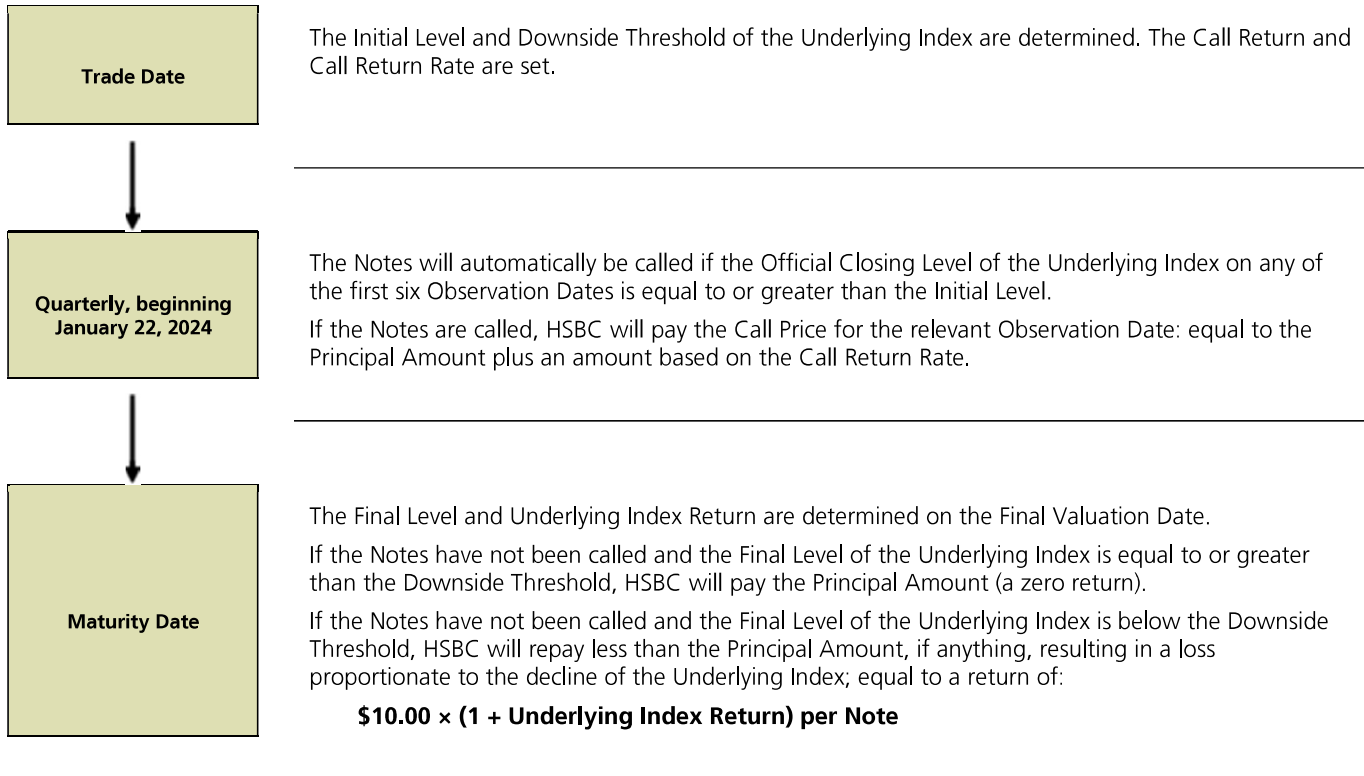 Trade Date
The Initial Level and Downside Threshold of the Underlying Index are determined. The Call Return and
Call Return Rate are set.
Quarterly, beginning
January 22, 2024
The Notes will automatically be called if the Official Closing Level of the Underlying Index on any of
the first six Observation Dates is equal to or greater than the Initial Level.
If the Notes are called, HSBC will pay the Call Price for the relevant Observation Date: equal to the
Principal Amount plus an amount based on the Call Return Rate.
Maturity Date
The Final Level and Underlying Index Return are determined on the Final Valuation Date.
If the Notes have not been called and the Final Level of the Underlying Index is equal to or greater
than the Downside Threshold, HSBC will pay the Principal Amount (a zero return).
If the Notes have not been called and the Final Level of the Underlying Index is below the Downside
Threshold, HSBC will repay less than the Principal Amount, if anything, resulting in a loss
proportionate to the decline of the Underlying Index; equal to a return of:
$10.00 × (1 + Underlying Index Return) per Note